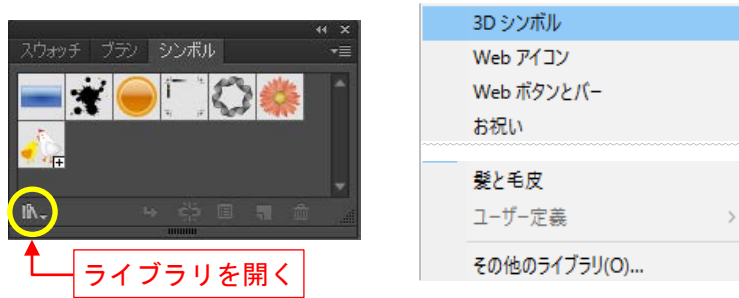 スウォッチ ブラシ シンボル
ライブラリを開く
3D シンボル
Web アイコン
Web ボタンとバー
お祝い
髪と毛皮
ユーザー定義
その他のライブラリ(O)...